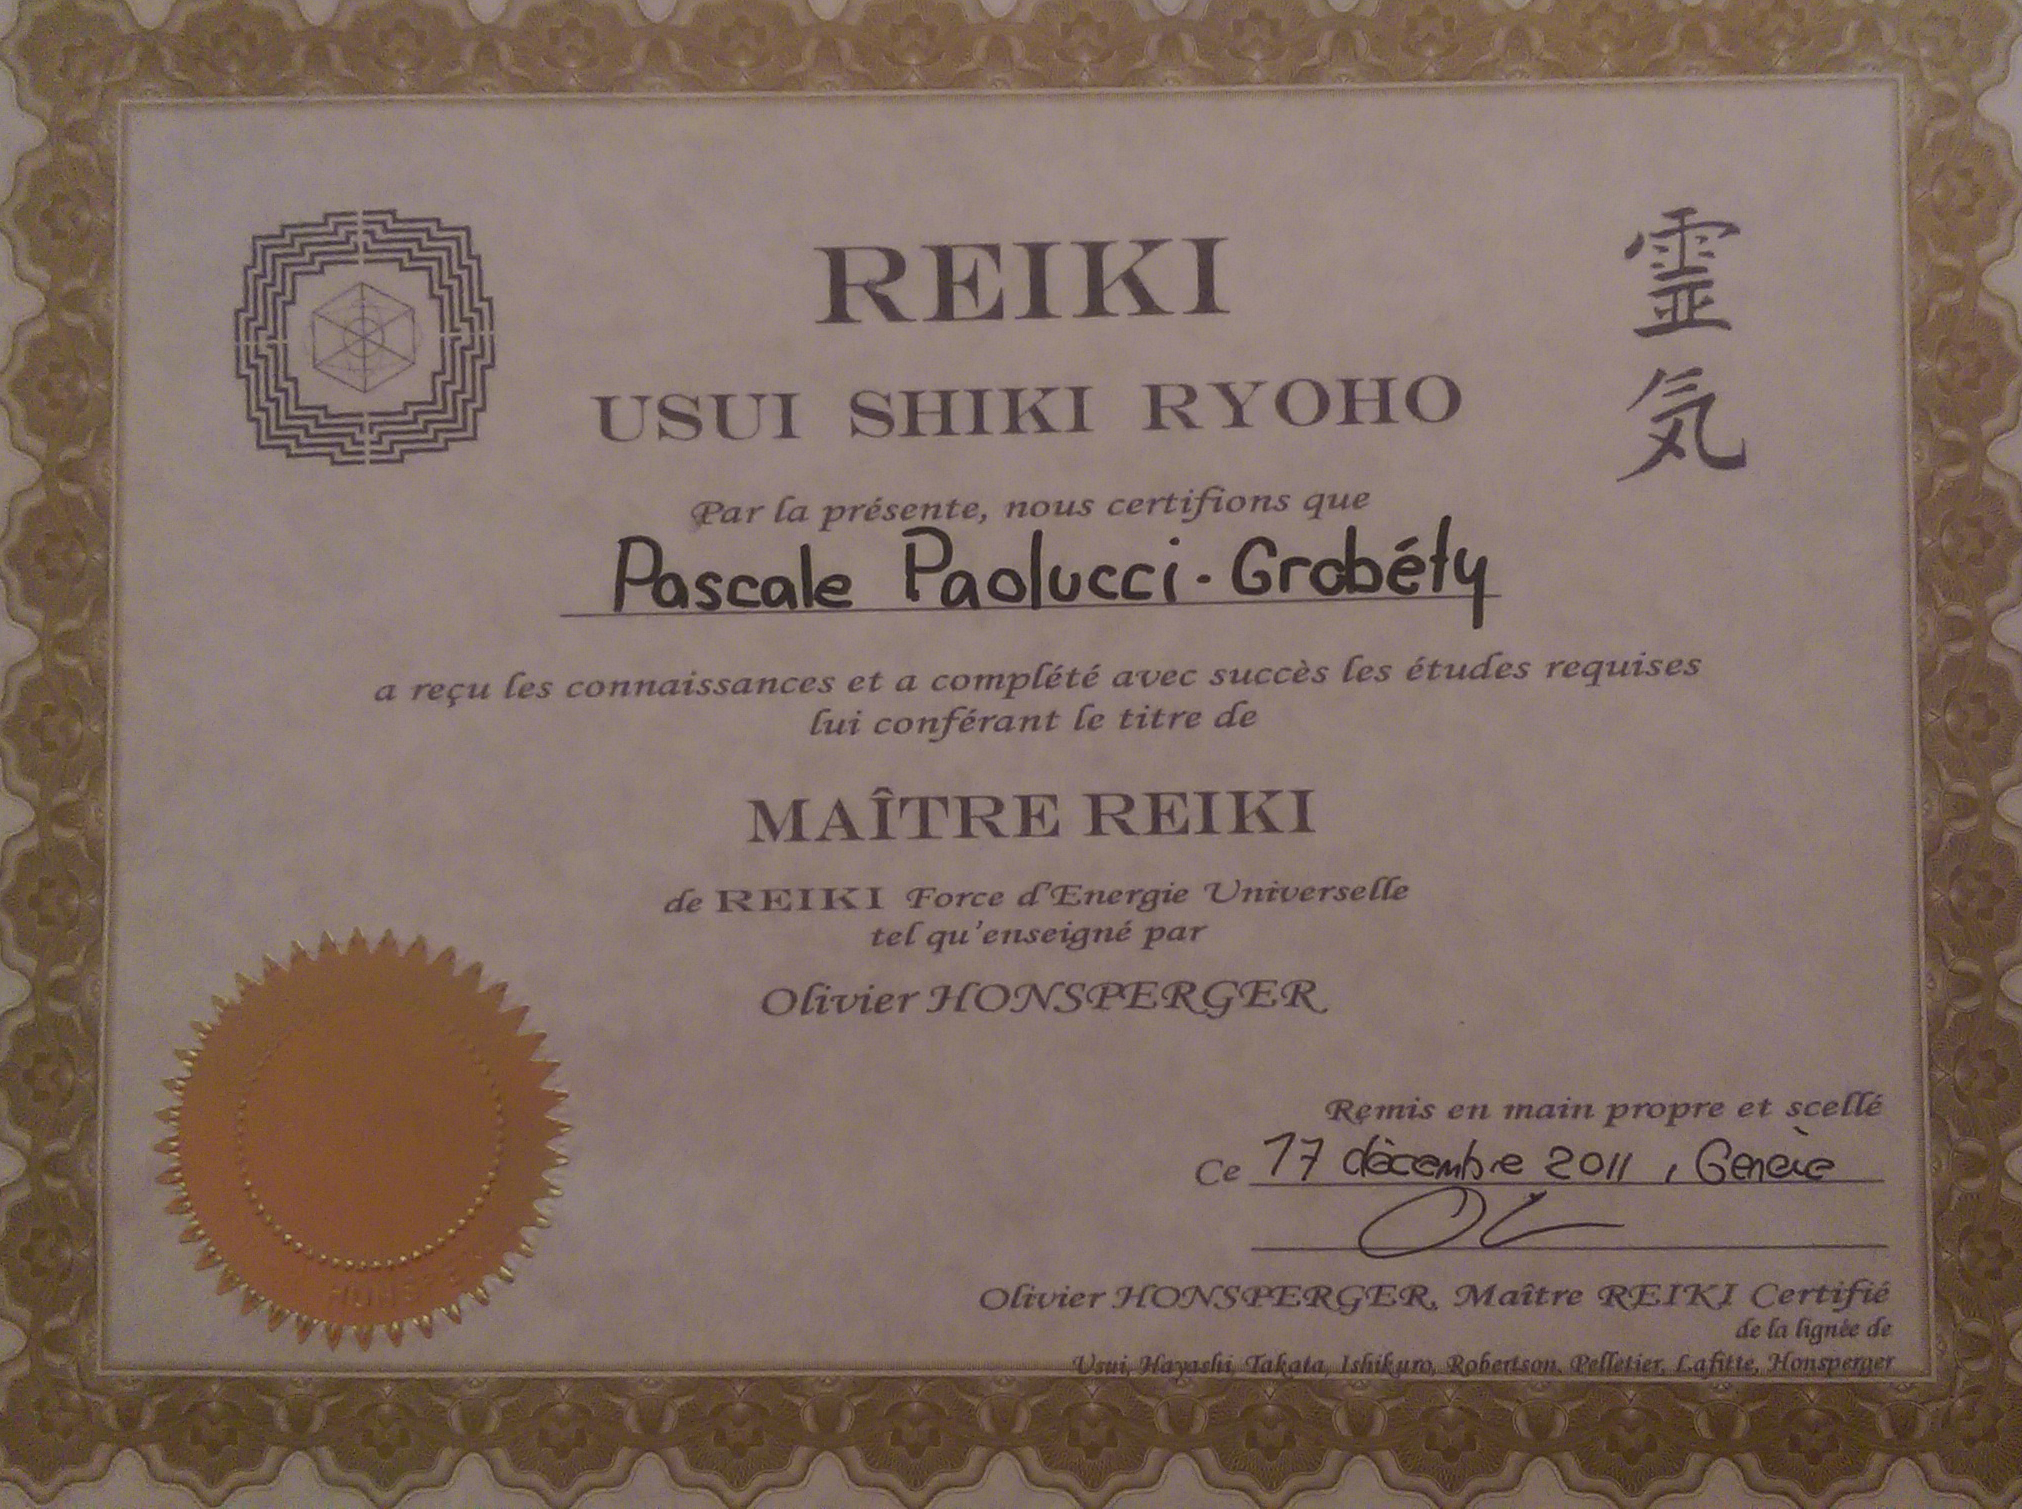 REIKI
霊
気
USUI SHIKI RYOHO
Par la présente, nous certifions que
Pascale Paolucci-Grobéty
a reçu les connaissances et a complété avec succès les études requises
lui conférant le titre de
MAÎTRE REIKI
de REIKI Force d'Energie Universelle
tel qu'enseigné par
Olivier HONSPERGER
Remis en main propre et scellé
Ce 17 dècembre 2011, Genève
Olivier HONSPERGER, Maître REIKI Certifié
de la lignée de
Usui, Hayashi, Takata, Ishikuro, Robertson, Pelletier, Lafitte, Honsperger